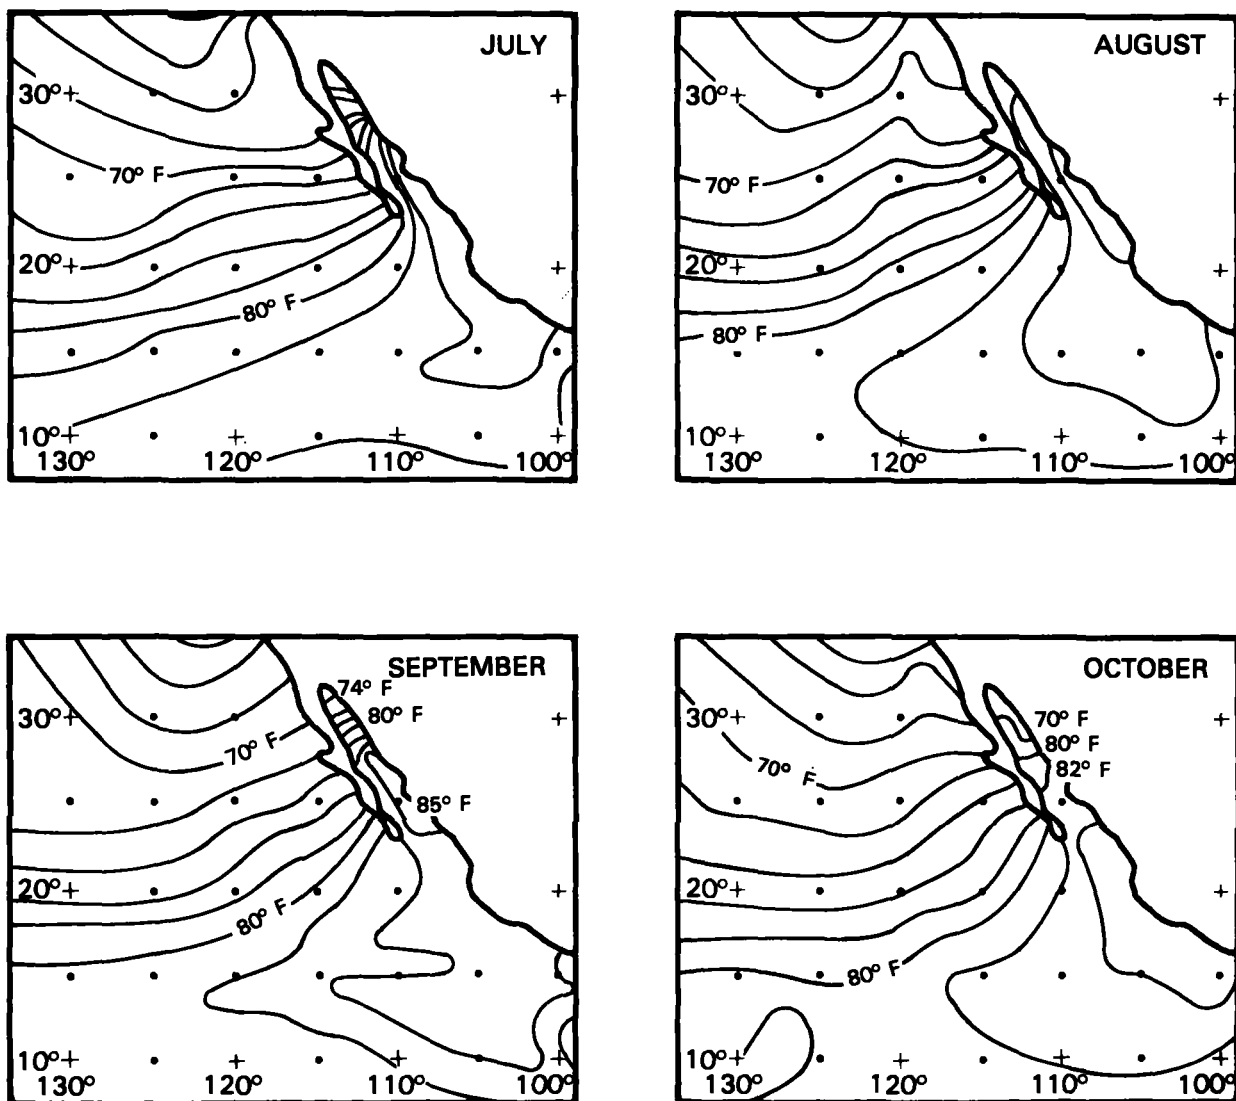 JULY
30°
70° F
20°
80° F
10°
130° 120° 110° 100°
AUGUST
30°
70° F
20°
80° F
10°
130° 120° 110° 100°
SEPTEMBER
74° F
30° 80° F
70° F
85° F
20°
80° F
10°
130° 120° 110° 100°
OCTOBER
30° 70° F
80° F
70° F 82° F
20°
80° F
10°
130° 120° 110° 100°